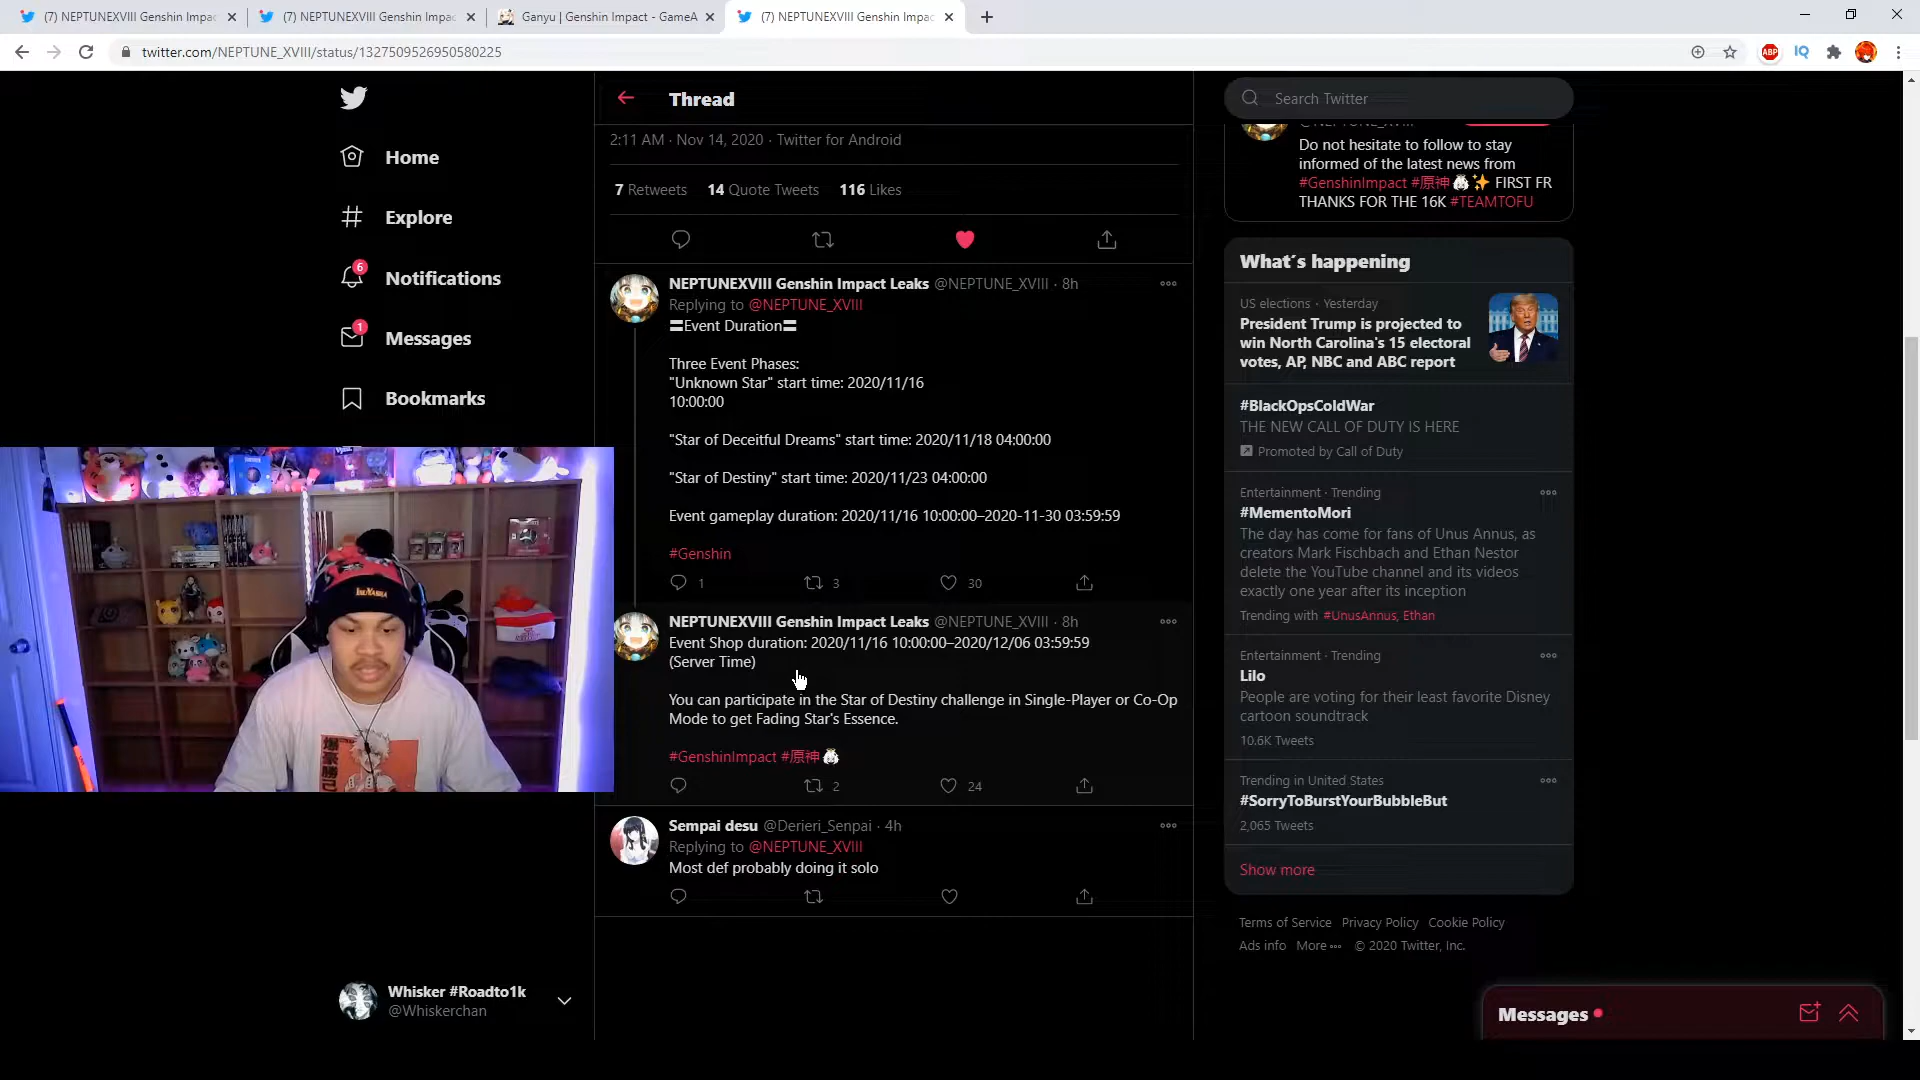 (7) NEPTUNEXVIII Genshin Impac
(7) NEPTUNEXVIII Genshin Impac
Ganyu | Genshin Impact - GameA
(7) NEPTUNEXVIII Genshin Impac
twitter.com/NEPTUNE_XVIII/status/1327509526950580225
ABP
IQ
Home
Explore
6
Notifications
1
Messages
Bookmarks
Whisker #Roadto1k
@Whiskerchan
Thread
2:11 AM · Nov 14, 2020 · Twitter for Android
7 Retweets 14 Quote Tweets 116 Likes
NEPTUNEXVIII Genshin Impact Leaks @NEPTUNE_XVIII · 8h
Replying to @NEPTUNE_XVIII
〓Event Duration〓
Three Event Phases:
"Unknown Star" start time: 2020/11/16
10:00:00
"Star of Deceitful Dreams" start time: 2020/11/18 04:00:00
"Star of Destiny" start time: 2020/11/23 04:00:00
Event gameplay duration: 2020/11/16 10:00:00–2020-11-30 03:59:59
#Genshin
1 3 30
NEPTUNEXVIII Genshin Impact Leaks @NEPTUNE_XVIII · 8h
Event Shop duration: 2020/11/16 10:00:00–2020/12/06 03:59:59
(Server Time)
You can participate in the Star of Destiny challenge in Single-Player or Co-Op
Mode to get Fading Star's Essence.
#GenshinImpact #原神
2 24
Sempai desu @Derieri_Senpai · 4h
Replying to @NEPTUNE_XVIII
Most def probably doing it solo
Search Twitter
@NEPTUNE_XVIII
Do not hesitate to follow to stay
informed of the latest news from
#GenshinImpact #原神 ✨ FIRST FR
THANKS FOR THE 16K #TEAMTOFU
What's happening
US elections · Yesterday
President Trump is projected to
win North Carolina's 15 electoral
votes, AP, NBC and ABC report
#BlackOpsColdWar
THE NEW CALL OF DUTY IS HERE
Promoted by Call of Duty
Entertainment · Trending
#MementoMori
The day has come for fans of Unus Annus, as
creators Mark Fischbach and Ethan Nestor
delete the YouTube channel and its videos
exactly one year after its inception
Trending with #UnusAnnus, Ethan
Entertainment · Trending
Lilo
People are voting for their least favorite Disney
cartoon soundtrack
10.6K Tweets
Trending in United States
#SorryToBurstYourBubbleBut
2,065 Tweets
Show more
Terms of Service Privacy Policy Cookie Policy
Ads info More © 2020 Twitter, Inc.
Messages